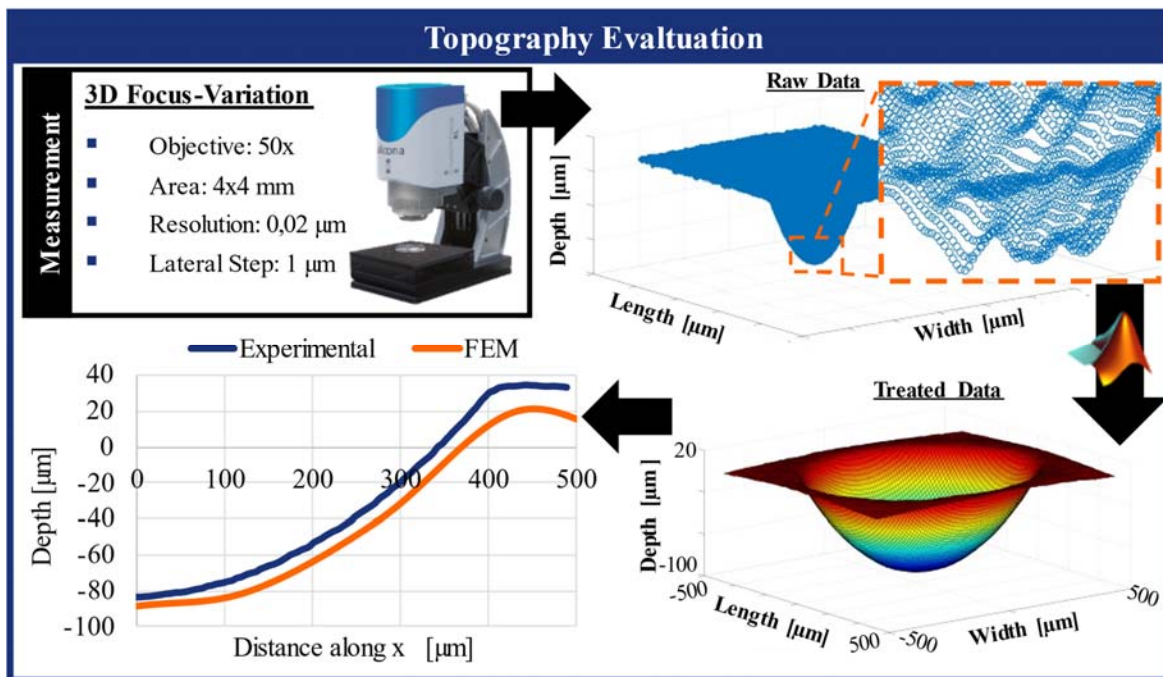 Topography Evaltuation
Measurement
3D Focus-Variation
Objective: 50x
Area: 4x4 mm
Resolution: 0,02 μm
Lateral Step: 1 μm
Raw Data
Depth [μm]
Length [μm]
Width [μm]
Experimental
FEM
40
20
0
-20
-40
-60
-80
-100
Depth [μm]
0
100
200
300
400
500
Distance along x [μm]
Treated Data
20
Depth [μm]
-100
-500
Length [μm]
500
-500
Width [μm]
500